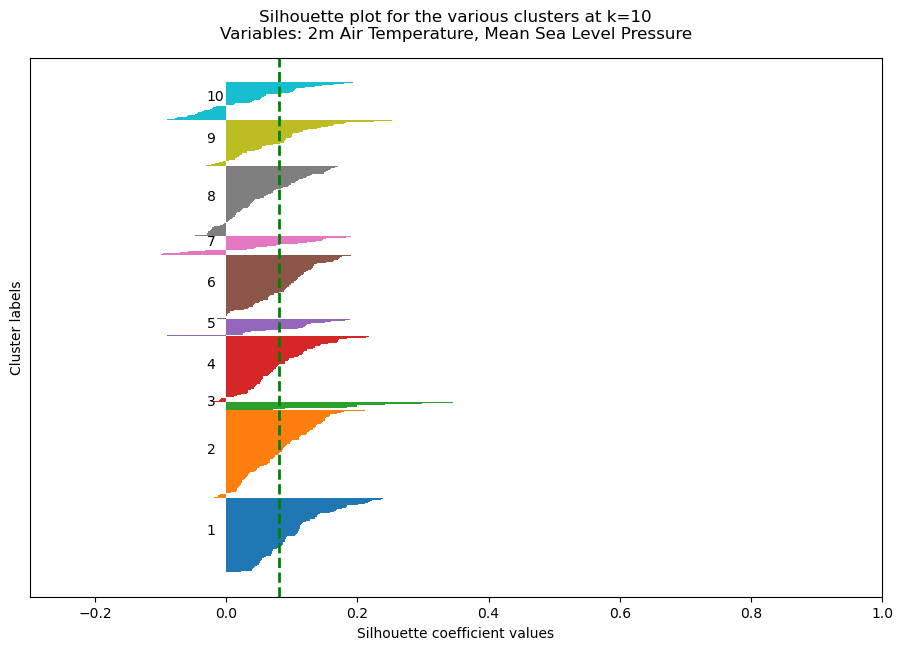 Silhouette plot for the various clusters at k=10
Variables: 2m Air Temperature, Mean Sea Level Pressure
Cluster labels
10
9
8
7
6
5
4
3
2
1
−0.2 0.0 0.2 0.4 0.6 0.8 1.0
Silhouette coefficient values